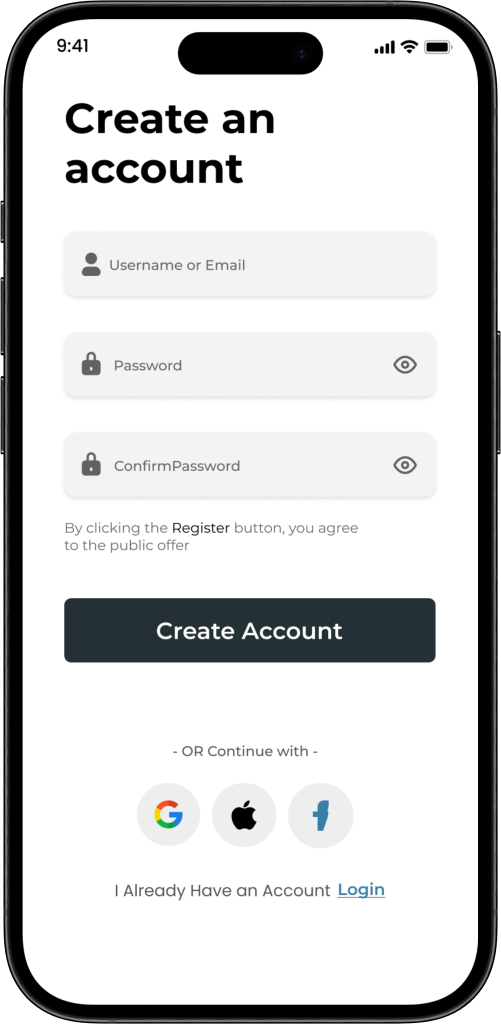 9:41
Create an
account
Username or Email
Password
ConfirmPassword
By clicking the Register button, you agree
to the public offer
Create Account
- OR Continue with -
I Already Have an Account Login